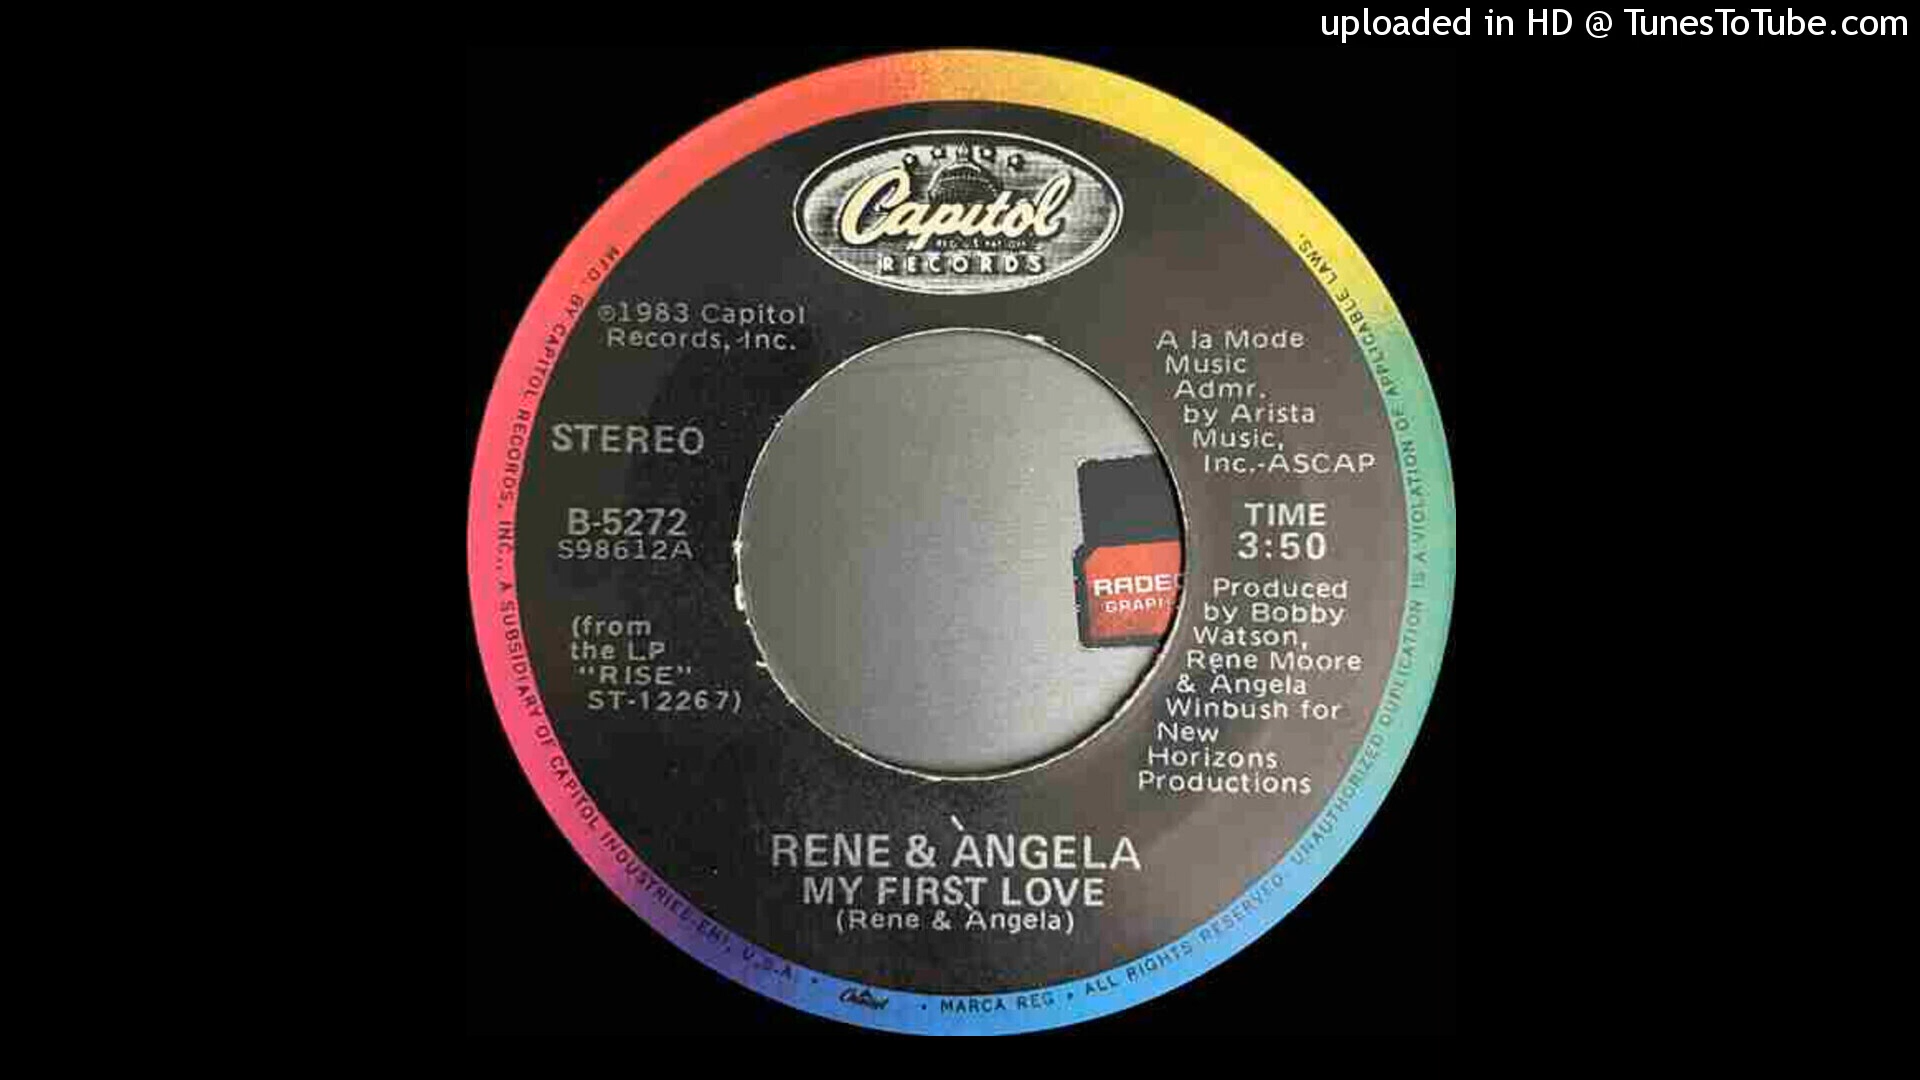 uploaded in HD @ TunesToTube.com
Capitol
RECORDS
℗1983 Capitol
Records, Inc.
STEREO
B-5272
S98612A
(from
the LP
"RISE"
ST-12267)
A la Mode
Music
Admr.
by Arista
Music,
Inc.-ASCAP
TIME
3:50
Produced
by Bobby
Watson,
Rene Moore
& Angela
Winbush for
New
Horizons
Productions
RADE
GRAPH
RENE & ANGELA
MY FIRST LOVE
(Rene & Angela)
MFD. BY CAPITOL RECORDS, INC., A SUBSIDIARY OF CAPITOL INDUSTRIES-EMI, U.S.A. • Capitol • MARCA REG • ALL RIGHTS RESERVED. UNAUTHORIZED DUPLICATION IS A VIOLATION OF APPLICABLE LAWS.